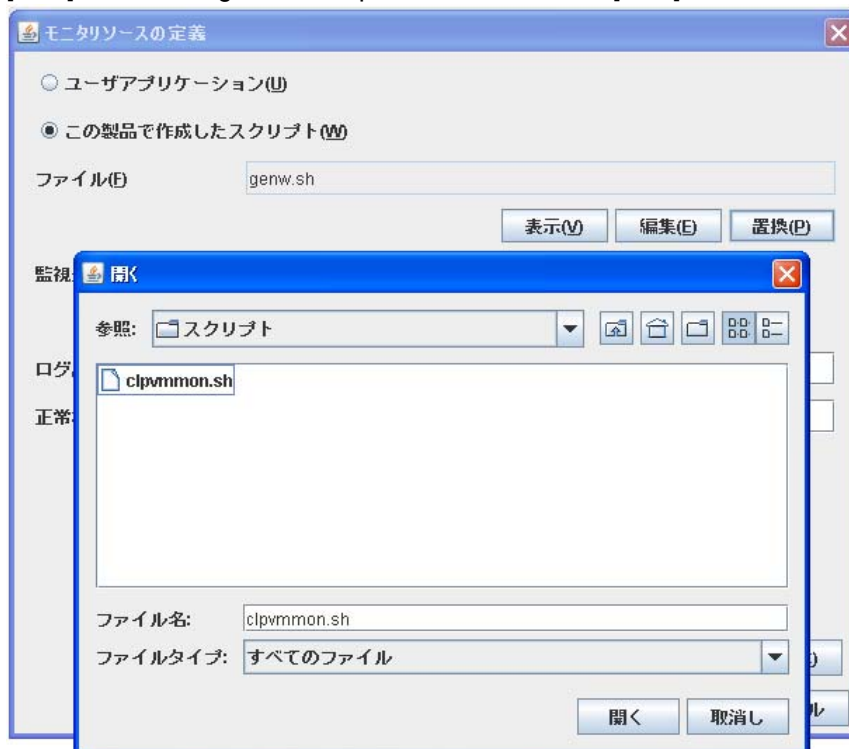 モニタリソースの定義
ユーザアプリケーション(U)
この製品で作成したスクリプト(W)
ファイル(F) genw.sh
表示(V) 編集(E) 置換(P)
監視
開く
参照: スクリプト
ログ
clpvmmon.sh
正常
ファイル名: clpvmmon.sh
ファイルタイプ: すべてのファイル
開く 取消し
ル